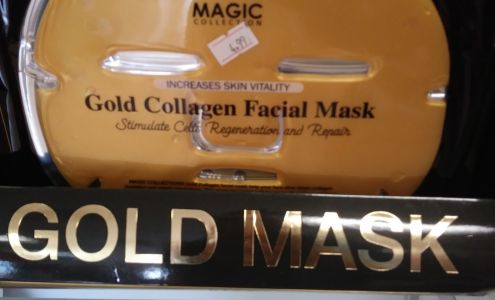 MAGIC
COLLECTION
4.99
INCREASES SKIN VITALITY
Gold Collagen Facial Mask
Stimulate Cells Regeneration and Repair
GOLD MASK